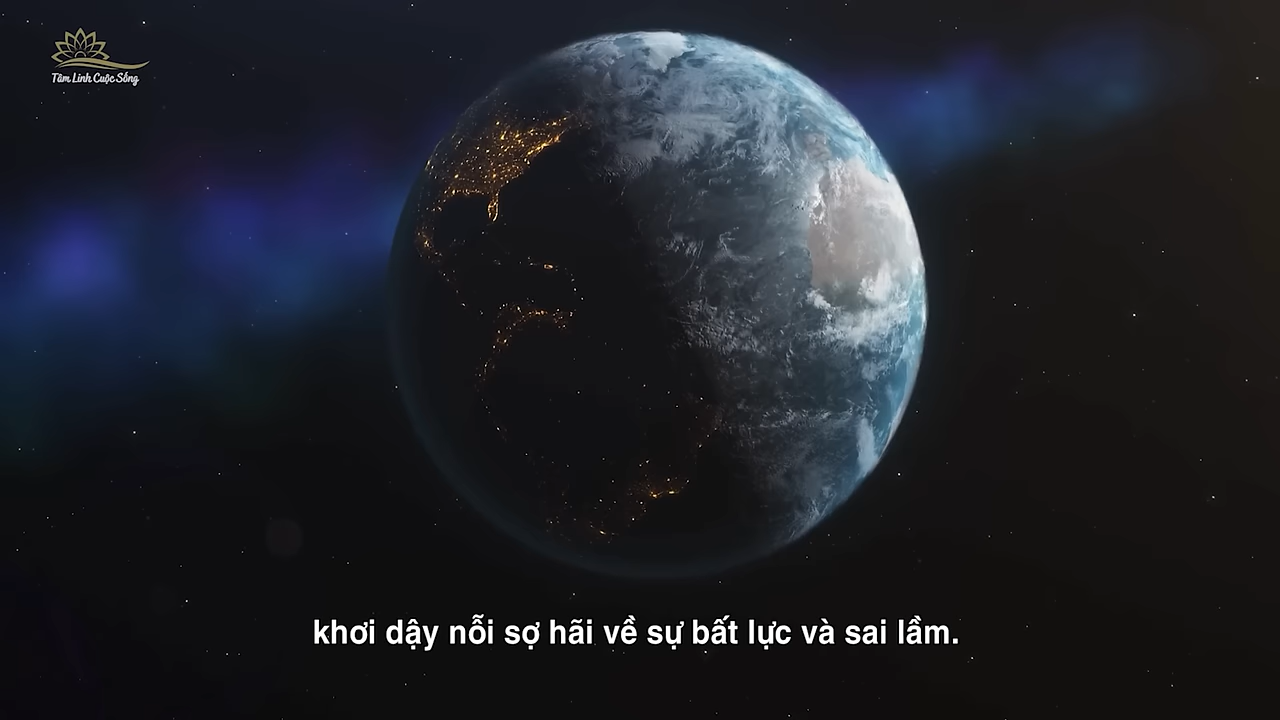 Tâm Linh Cuộc Sống
khơi dậy nỗi sợ hãi về sự bất lực và sai lầm.